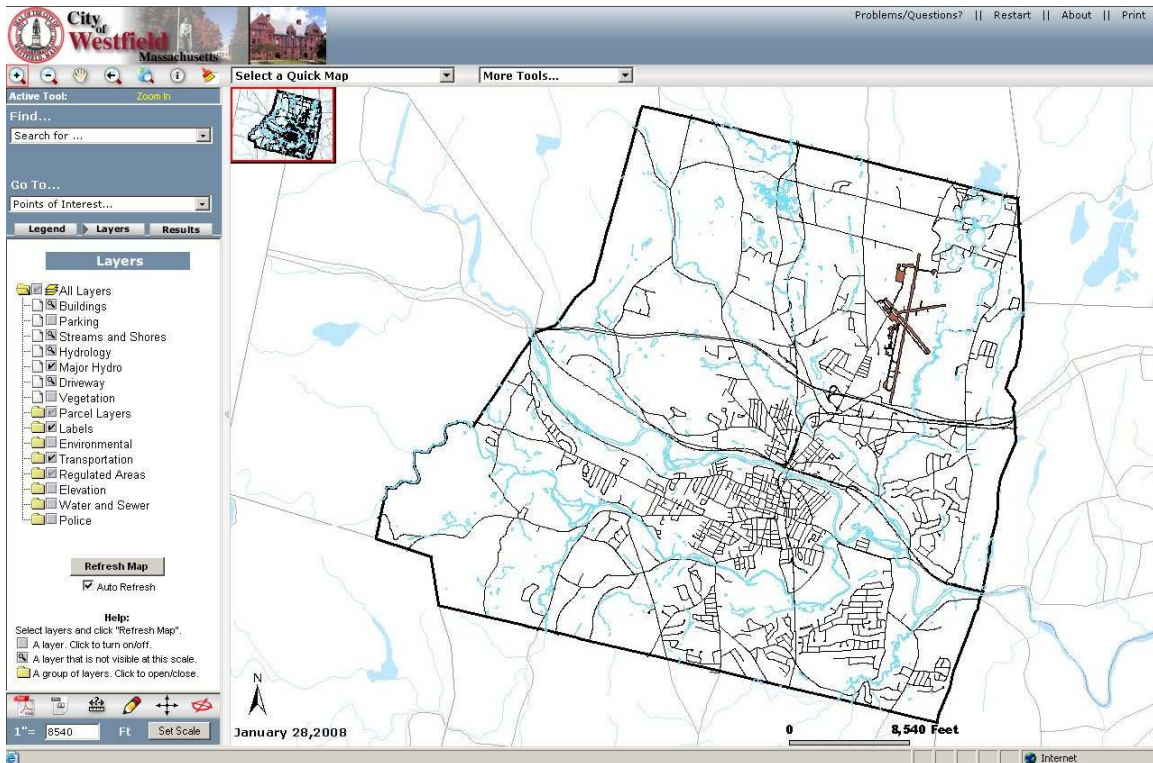 City
of
Westfield
Massachusetts
Problems/Questions? || Restart || About || Print
Select a Quick Map
More Tools...
Active Tool: Zoom In
Find...
Search for ...
Go To...
Points of Interest...
Legend Layers Results
Layers
All Layers
Buildings
Parking
Streams and Shores
Hydrology
Major Hydro
Driveway
Vegetation
Parcel Layers
Labels
Environmental
Transportation
Regulated Areas
Elevation
Water and Sewer
Police
Refresh Map
Auto Refresh
Help:
Select layers and click "Refresh Map".
A layer. Click to turn on/off.
A layer that is not visible at this scale.
A group of layers. Click to open/close.
1"= 8540 Ft Set Scale
N
January 28,2008
0 8,540 Feet
Internet